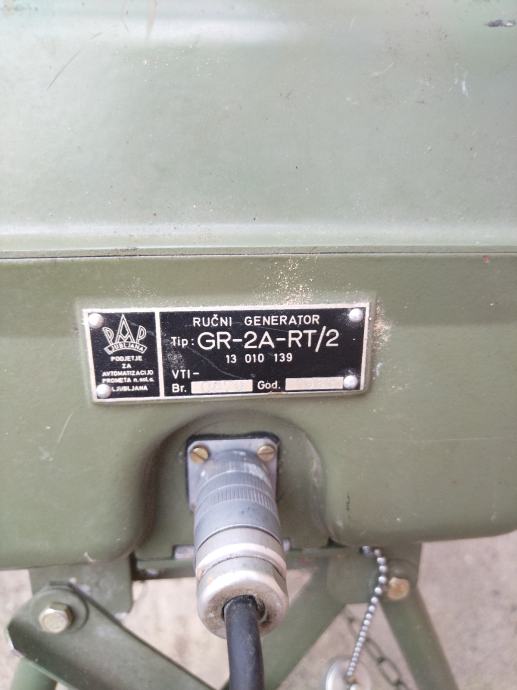 PAP
LJUBLJANA
PODJETJE
ZA
AVTOMATIZACIJO
PROMETA n.sol.o.
LJUBLJANA
RUČNI GENERATOR
Tip: GR-2A-RT/2
13 010 139
VTI-
Br. God.